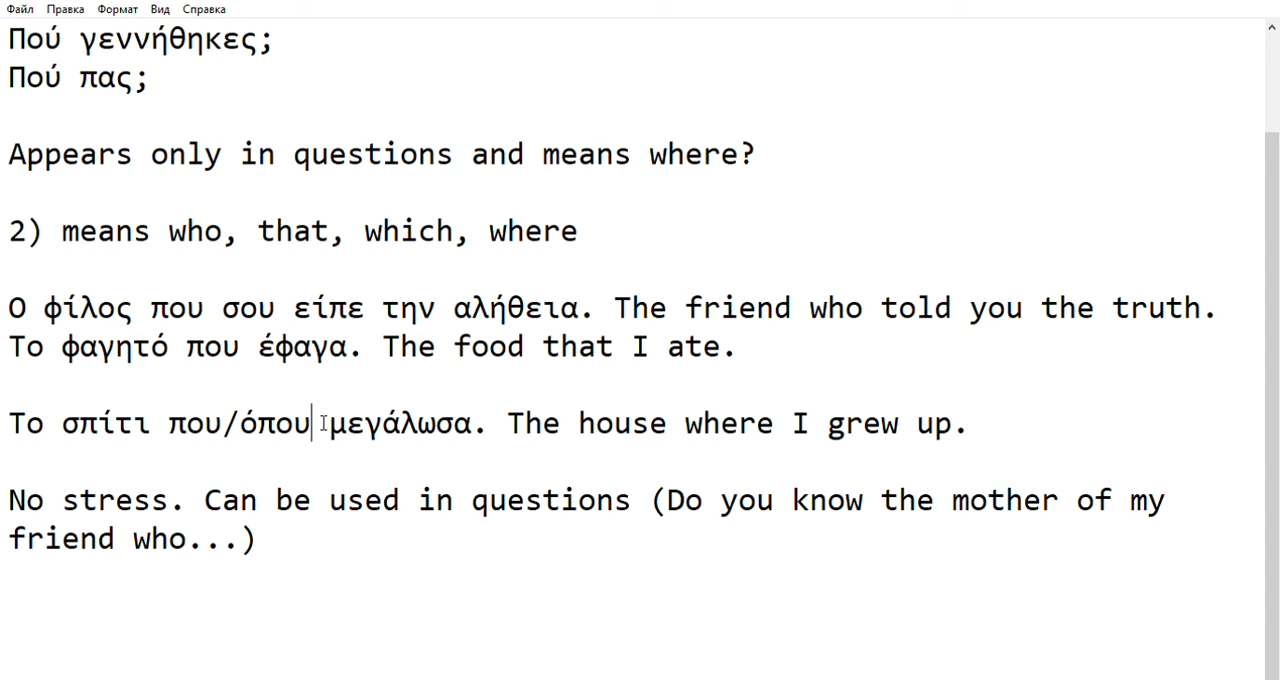 Файл Правка Формат Вид Справка
Πού γεννήθηκες;
Πού πας;
Appears only in questions and means where?
2) means who, that, which, where
Ο φίλος που σου είπε την αλήθεια. The friend who told you the truth.
Το φαγητό που έφαγα. The food that I ate.
Το σπίτι που/όπου μεγάλωσα. The house where I grew up.
No stress. Can be used in questions (Do you know the mother of my
friend who...)